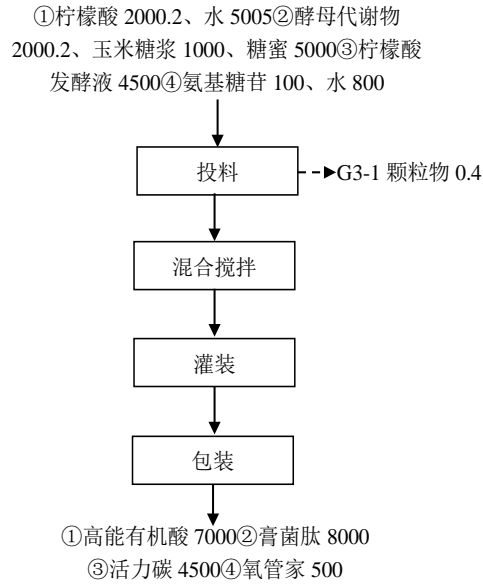 ①柠檬酸 2000.2、水 5005②酵母代谢物
2000.2、玉米糖浆 1000、糖蜜 5000③柠檬酸
发酵液 4500④氨基糖苷 100、水 800
投料
G3-1 颗粒物 0.4
混合搅拌
灌装
包装
①高能有机酸 7000②膏菌肽 8000
③活力碳 4500④氧管家 500